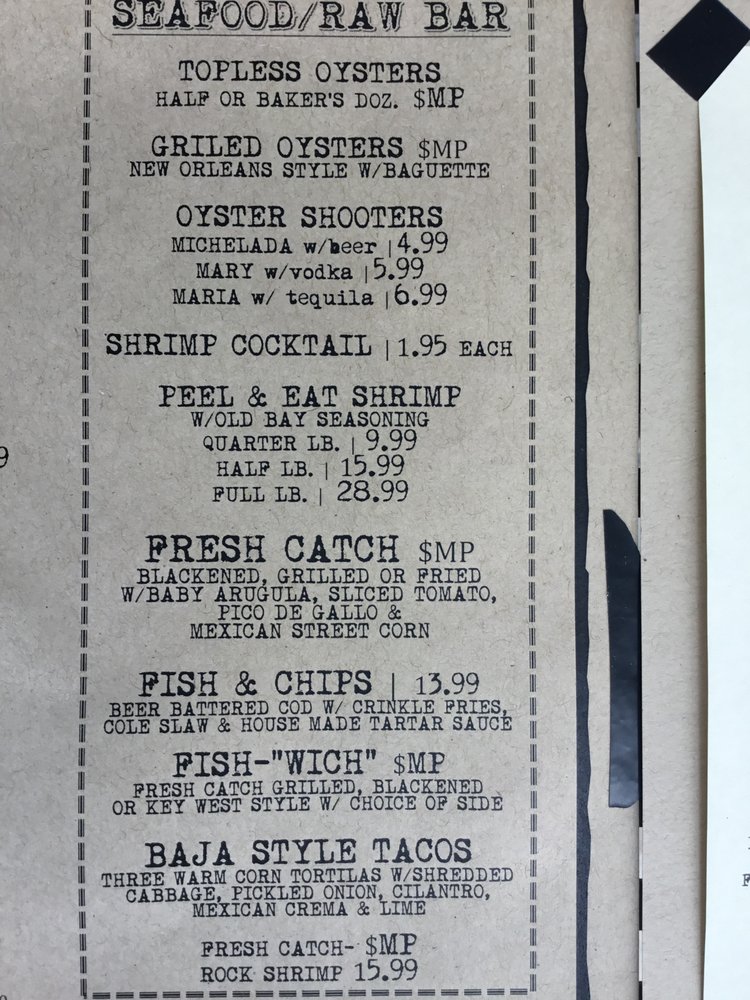 SEAFOOD/RAW BAR
TOPLESS OYSTERS
HALF OR BAKER'S DOZ. $MP
GRILED OYSTERS $MP
NEW ORLEANS STYLE W/BAGUETTE
OYSTER SHOOTERS
MICHELADA w/beer | 4.99
MARY w/vodka | 5.99
MARIA w/ tequila | 6.99
SHRIMP COCKTAIL | 1.95 EACH
PEEL & EAT SHRIMP
W/OLD BAY SEASONING
QUARTER LB. | 9.99
HALF LB. | 15.99
FULL LB. | 28.99
FRESH CATCH $MP
BLACKENED, GRILLED OR FRIED
W/BABY ARUGULA, SLICED TOMATO,
PICO DE GALLO &
MEXICAN STREET CORN
FISH & CHIPS | 13.99
BEER BATTERED COD W/ CRINKLE FRIES,
COLE SLAW & HOUSE MADE TARTAR SAUCE
FISH-"WICH" $MP
FRESH CATCH GRILLED, BLACKENED
OR KEY WEST STYLE W/ CHOICE OF SIDE
BAJA STYLE TACOS
THREE WARM CORN TORTILAS W/SHREDDED
CABBAGE, PICKLED ONION, CILANTRO,
MEXICAN CREMA & LIME
FRESH CATCH- $MP
ROCK SHRIMP 15.99